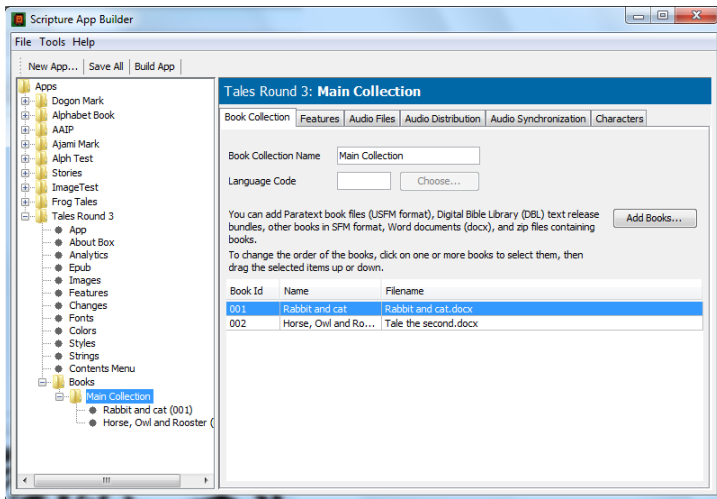 Scripture App Builder
File Tools Help
New App... Save All Build App
Apps
Dogon Mark
Alphabet Book
AAIP
Ajami Mark
Alph Test
Stories
ImageTest
Frog Tales
Tales Round 3
App
About Box
Analytics
Epub
Images
Features
Changes
Fonts
Colors
Styles
Strings
Contents Menu
Books
Main Collection
Rabbit and cat (001)
Horse, Owl and Rooster (
Tales Round 3: Main Collection
Book Collection Features Audio Files Audio Distribution Audio Synchronization Characters
Book Collection Name Main Collection
Language Code Choose...
You can add Paratext book files (USFM format), Digital Bible Library (DBL) text release
bundles, other books in SFM format, Word documents (docx), and zip files containing
books.
Add Books...
To change the order of the books, click on one or more books to select them, then
drag the selected items up or down.
Book Id Name Filename
001 Rabbit and cat Rabbit and cat.docx
002 Horse, Owl and Ro... Tale the second.docx